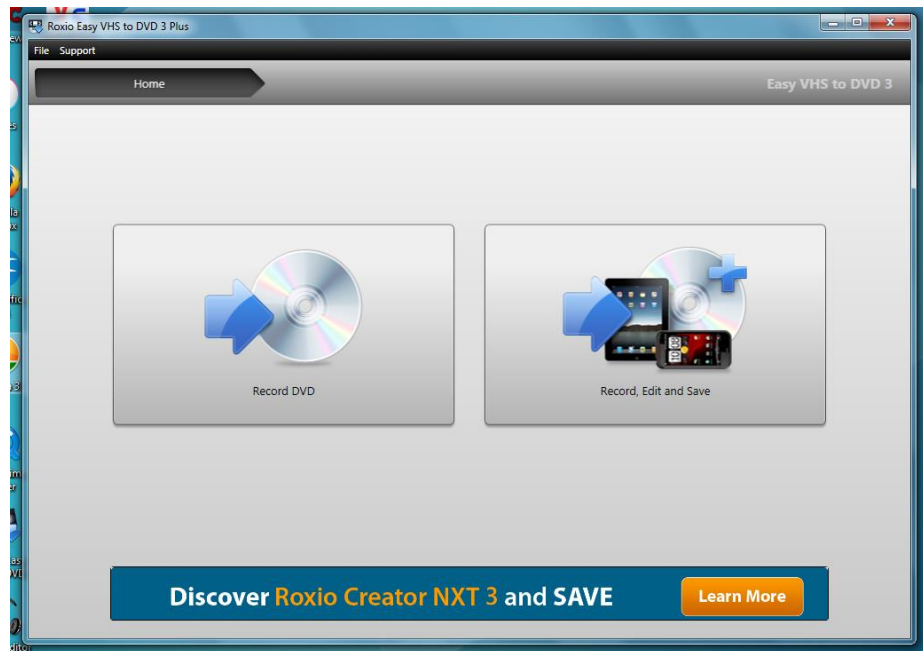 Roxio Easy VHS to DVD 3 Plus
File Support
Home
Easy VHS to DVD 3
Record DVD
Record, Edit and Save
Discover Roxio Creator NXT 3 and SAVE
Learn More